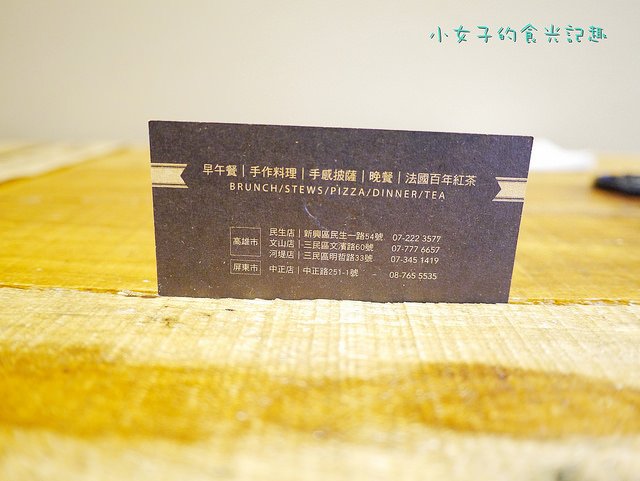 小女子的食光記趣
早午餐|手作料理|手感披薩|晚餐|法國百年紅茶
BRUNCH/STEWS/PIZZA/DINNER/TEA
高雄市
民生店|新興區民生一路54號 07-222 3577
文山店|三民區文濱路60號 07-777 6657
河堤店|三民區明哲路33號 07-345 1419
屏東市 中正店|中正路251-1號 - 08-765 5535